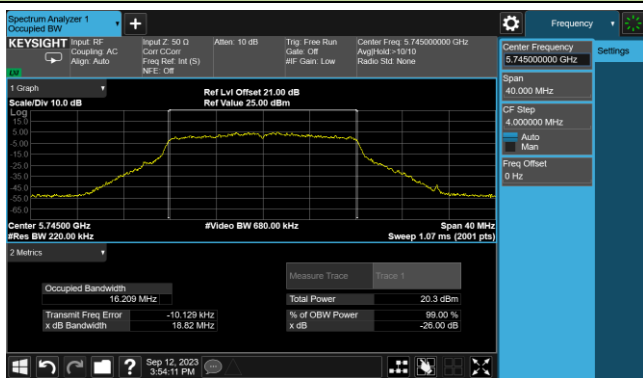 Spectrum Analyzer 1
Occupied BW
Frequency
KEYSIGHT
Input: RF
Coupling: AC
Align: Auto
Input Z: 50 Ω
Corr CCorr
Freq Ref: Int (S)
NFE: Off
Atten: 10 dB
Trig: Free Run
Gate: Off
#IF Gain: Low
Center Freq: 5.745000000 GHz
Avg|Hold:>10/10
Radio Std: None
Center Frequency
5.745000000 GHz
Settings
Span
40.000 MHz
CF Step
4.000000 MHz
Auto
Man
Freq Offset
0 Hz
1 Graph
Scale/Div 10.0 dB
Ref Lvl Offset 21.00 dB
Ref Value 25.00 dBm
Log
15.0
5.00
-5.00
-15.0
-25.0
-35.0
-45.0
-55.0
-65.0
Center 5.74500 GHz
#Video BW 680.00 kHz
Span 40 MHz
#Res BW 220.00 kHz
Sweep 1.07 ms (2001 pts)
2 Metrics
Measure Trace
Trace 1
Occupied Bandwidth
16.209 MHz
Total Power
20.3 dBm
Transmit Freq Error
-10.129 kHz
% of OBW Power
99.00 %
x dB Bandwidth
18.82 MHz
x dB
-26.00 dB
?
Sep 12, 2023
3:54:11 PM